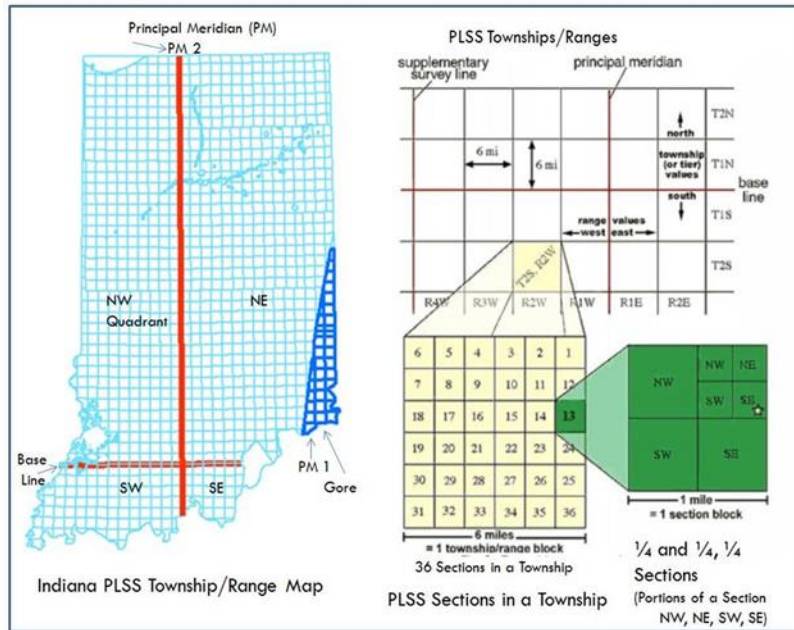 Principal Meridian (PM)
PM 2
NW
Quadrant
NE
Base
Line
SW
SE
PM 1
Gore
Indiana PLSS Township/Range Map
PLSS Townships/Ranges
supplementary
survey line
principal meridian
T2N
north
6 mi
6 mi
township
(or tier)
values
T1N
base
line
south
range values
west east
T1S
T2S, R2W
T2S
R4W R3W R2W R1W R1E R2E
6 5 4 3 2 1
7 8 9 10 11 12
18 17 16 15 14 13
19 20 21 22 23 24
30 29 28 27 26 25
31 32 33 34 35 36
6 miles
= 1 township/range block
36 Sections in a Township
PLSS Sections in a Township
NW
NW NE
SW SE
SW SE
1 mile
= 1 section block
¼ and ¼, ¼
Sections
(Portions of a Section
NW, NE, SW, SE)